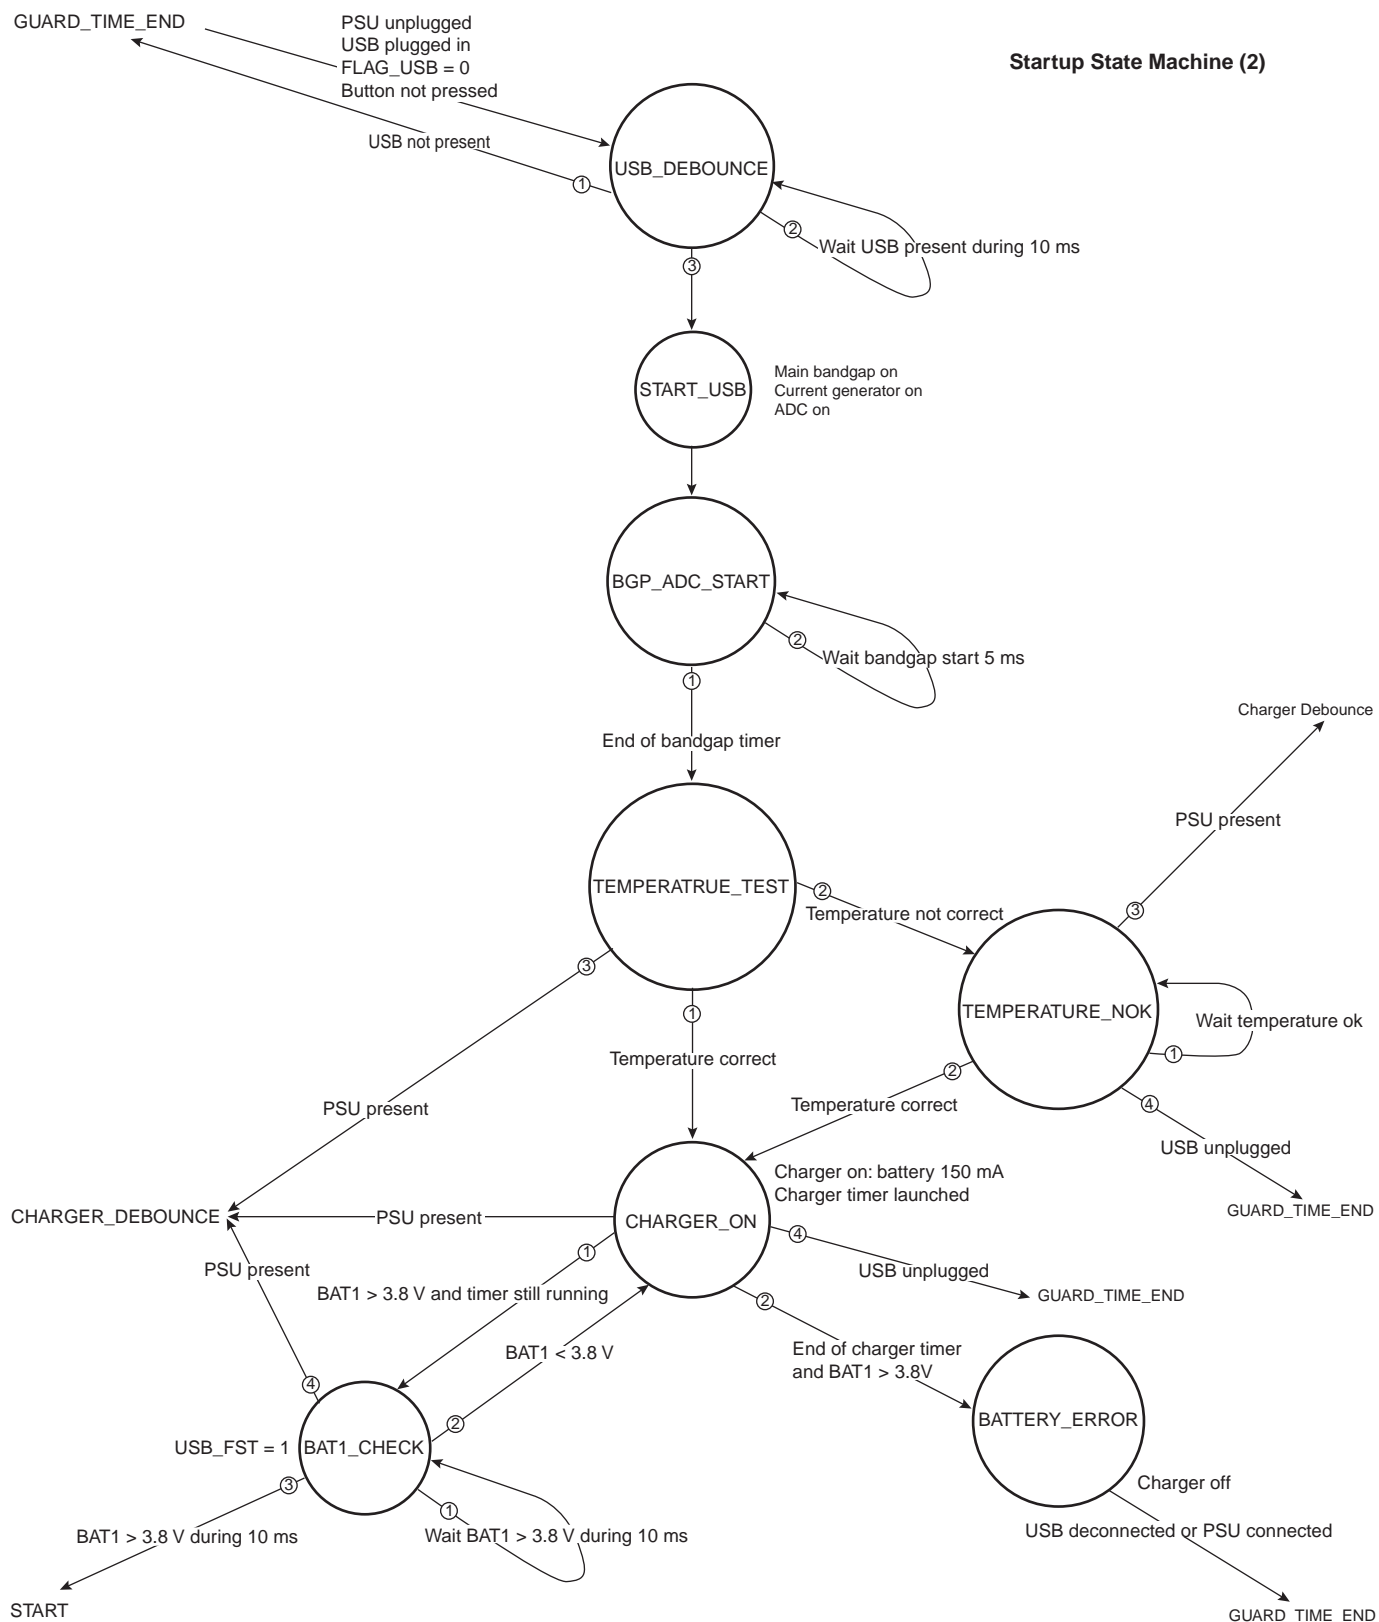 GUARD_TIME_END
PSU unplugged
USB plugged in
FLAG_USB = 0
Button not pressed
Startup State Machine (2)
USB not present
USB_DEBOUNCE
1
2
Wait USB present during 10 ms
3
START_USB
Main bandgap on
Current generator on
ADC on
BGP_ADC_START
2
Wait bandgap start 5 ms
1
End of bandgap timer
Charger Debounce
PSU present
TEMPERATRUE_TEST
2
Temperature not correct
3
3
1
TEMPERATURE_NOK
Wait temperature ok
1
Temperature correct
2
Temperature correct
4
USB unplugged
GUARD_TIME_END
PSU present
Charger on: battery 150 mA
Charger timer launched
CHARGER_DEBOUNCE
PSU present
CHARGER_ON
4
USB unplugged
GUARD_TIME_END
1
PSU present
BAT1 > 3.8 V and timer still running
2
BAT1 < 3.8 V
End of charger timer
and BAT1 > 3.8V
4
2
BATTERY_ERROR
USB_FST = 1
BAT1_CHECK
3
1
Charger off
BAT1 > 3.8 V during 10 ms
Wait BAT1 > 3.8 V during 10 ms
USB deconnected or PSU connected
START
GUARD_TIME_END